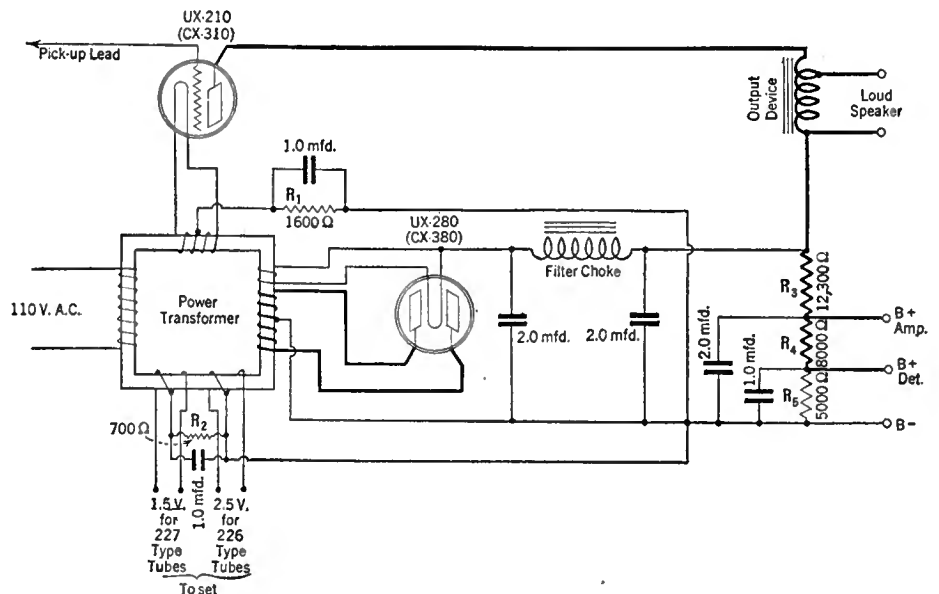 UX-210
(CX-310)
Pick-up Lead
Output
Device
Loud
Speaker
1.0 mfd.
R1
1600 Ω
UX-280
(CX-380)
Filter Choke
110 V. A.C.
Power
Transformer
2.0 mfd.
2.0 mfd.
2.0 mfd.
1.0 mfd.
R3
12,300 Ω
R4
8000 Ω
R5
5000 Ω
B+
Amp.
B+
Det.
B-
700 Ω
R2
1.0 mfd.
1.5 V.
for
227
Type
Tubes
2.5 V.
for
226
Type
Tubes
To set